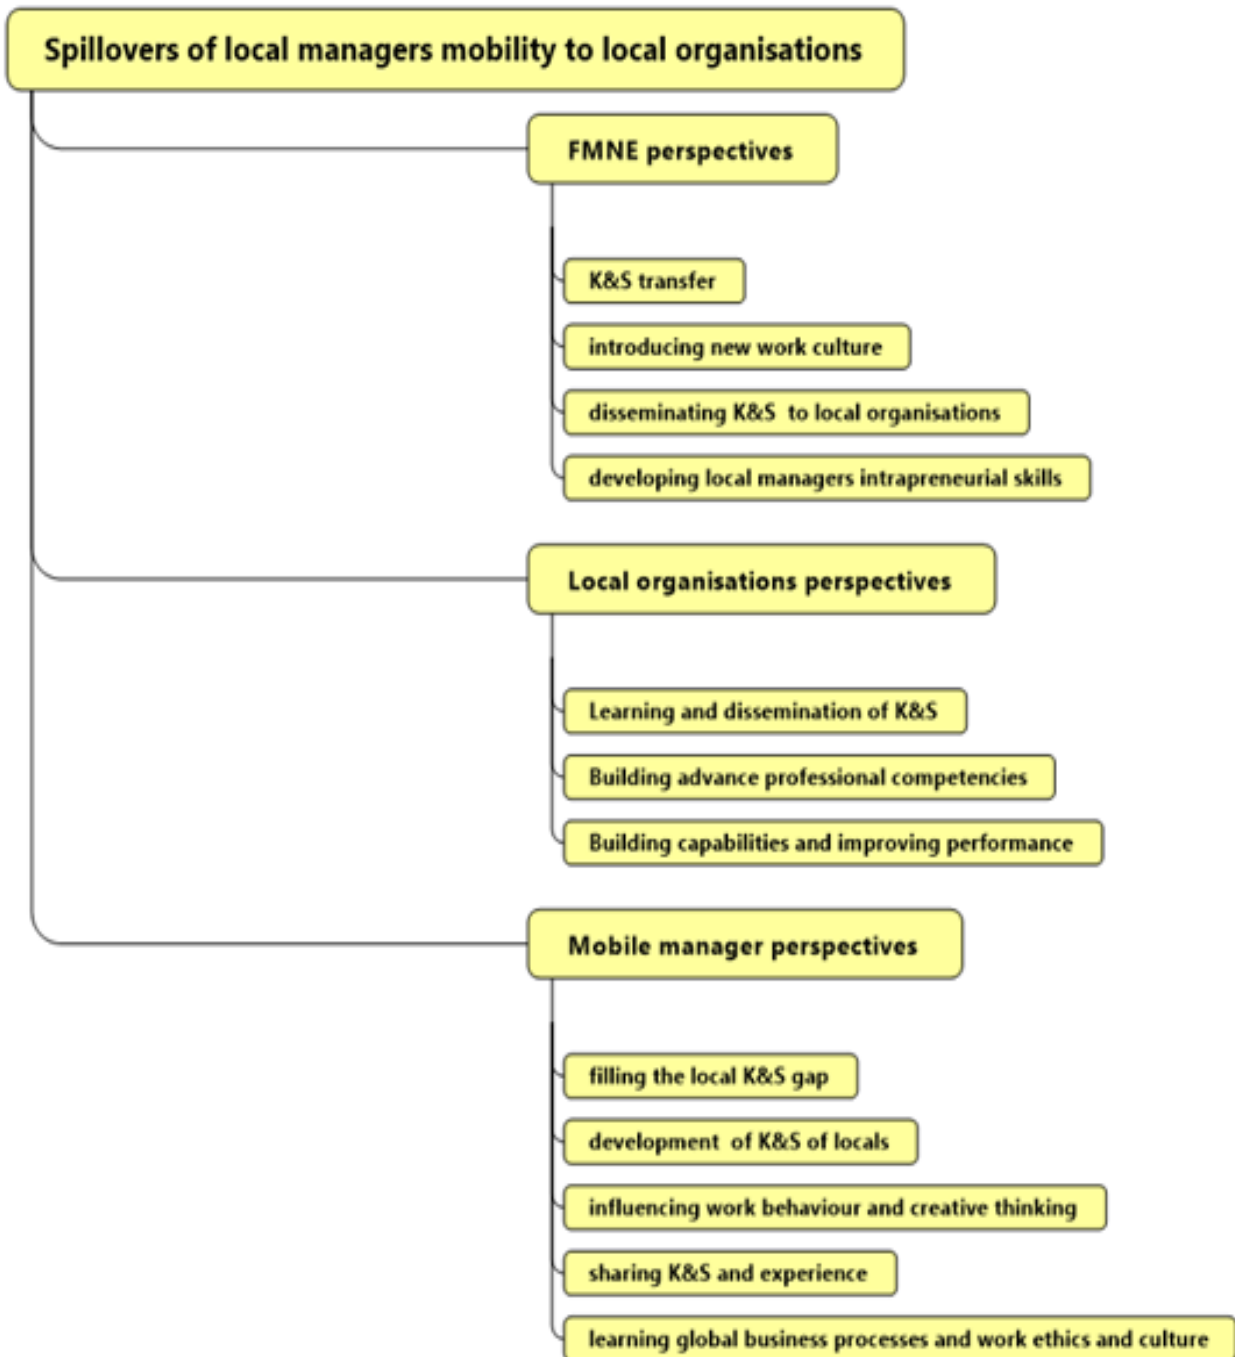 Spillovers of local managers mobility to local organisations
FMNE perspectives
K&S transfer
introducing new work culture
disseminating K&S  to local organisations
developing local managers intrapreneurial skills
Local organisations perspectives
Learning and dissemination of K&S
Building advance professional competencies
Building capabilities and improving performance
Mobile manager perspectives
filling the local K&S gap
development  of K&S of locals
influencing work behaviour and creative thinking
sharing K&S and experience
learning global business processes and work ethics and culture